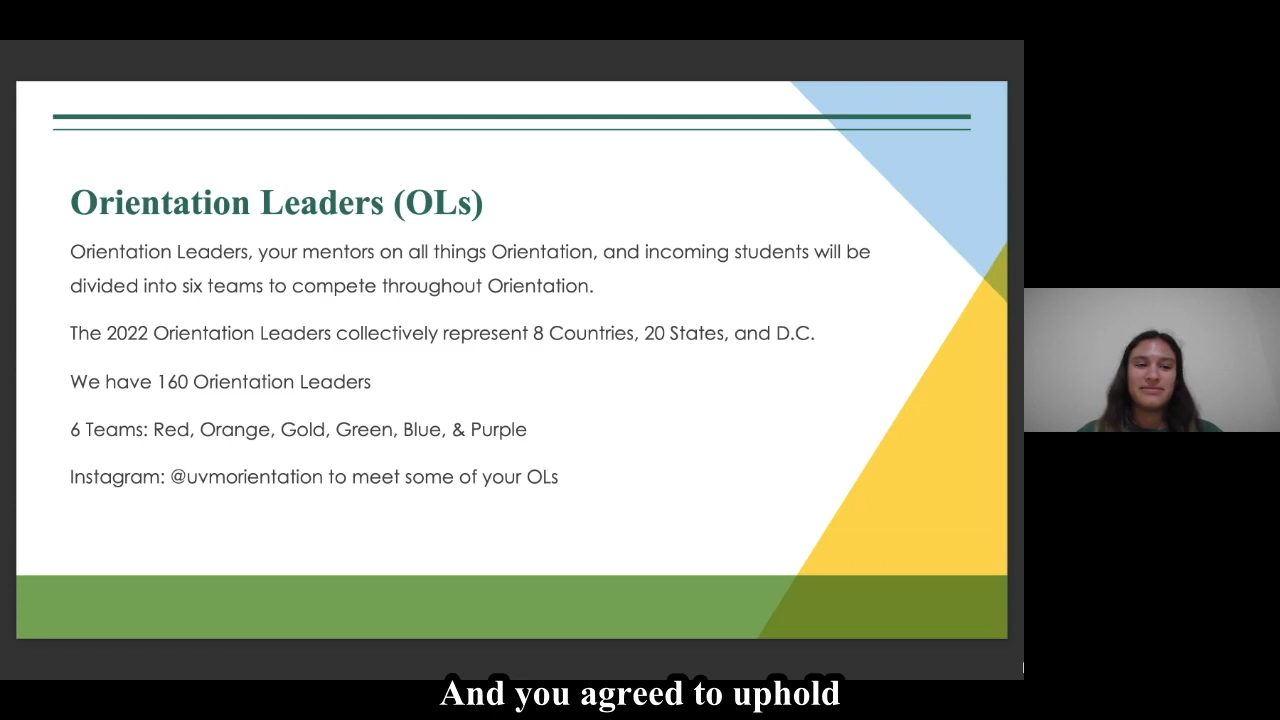 Orientation Leaders (OLs)
Orientation Leaders, your mentors on all things Orientation, and incoming students will be
divided into six teams to compete throughout Orientation.
The 2022 Orientation Leaders collectively represent 8 Countries, 20 States, and D.C.
We have 160 Orientation Leaders
6 Teams: Red, Orange, Gold, Green, Blue, & Purple
Instagram: @uvmorientation to meet some of your OLs
And you agreed to uphold